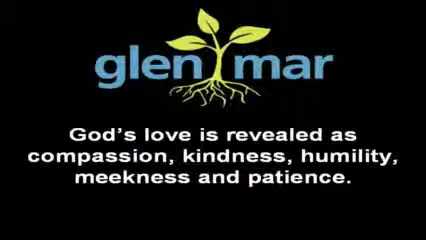 glen mar
God's love is revealed as
compassion, kindness, humility,
meekness and patience.